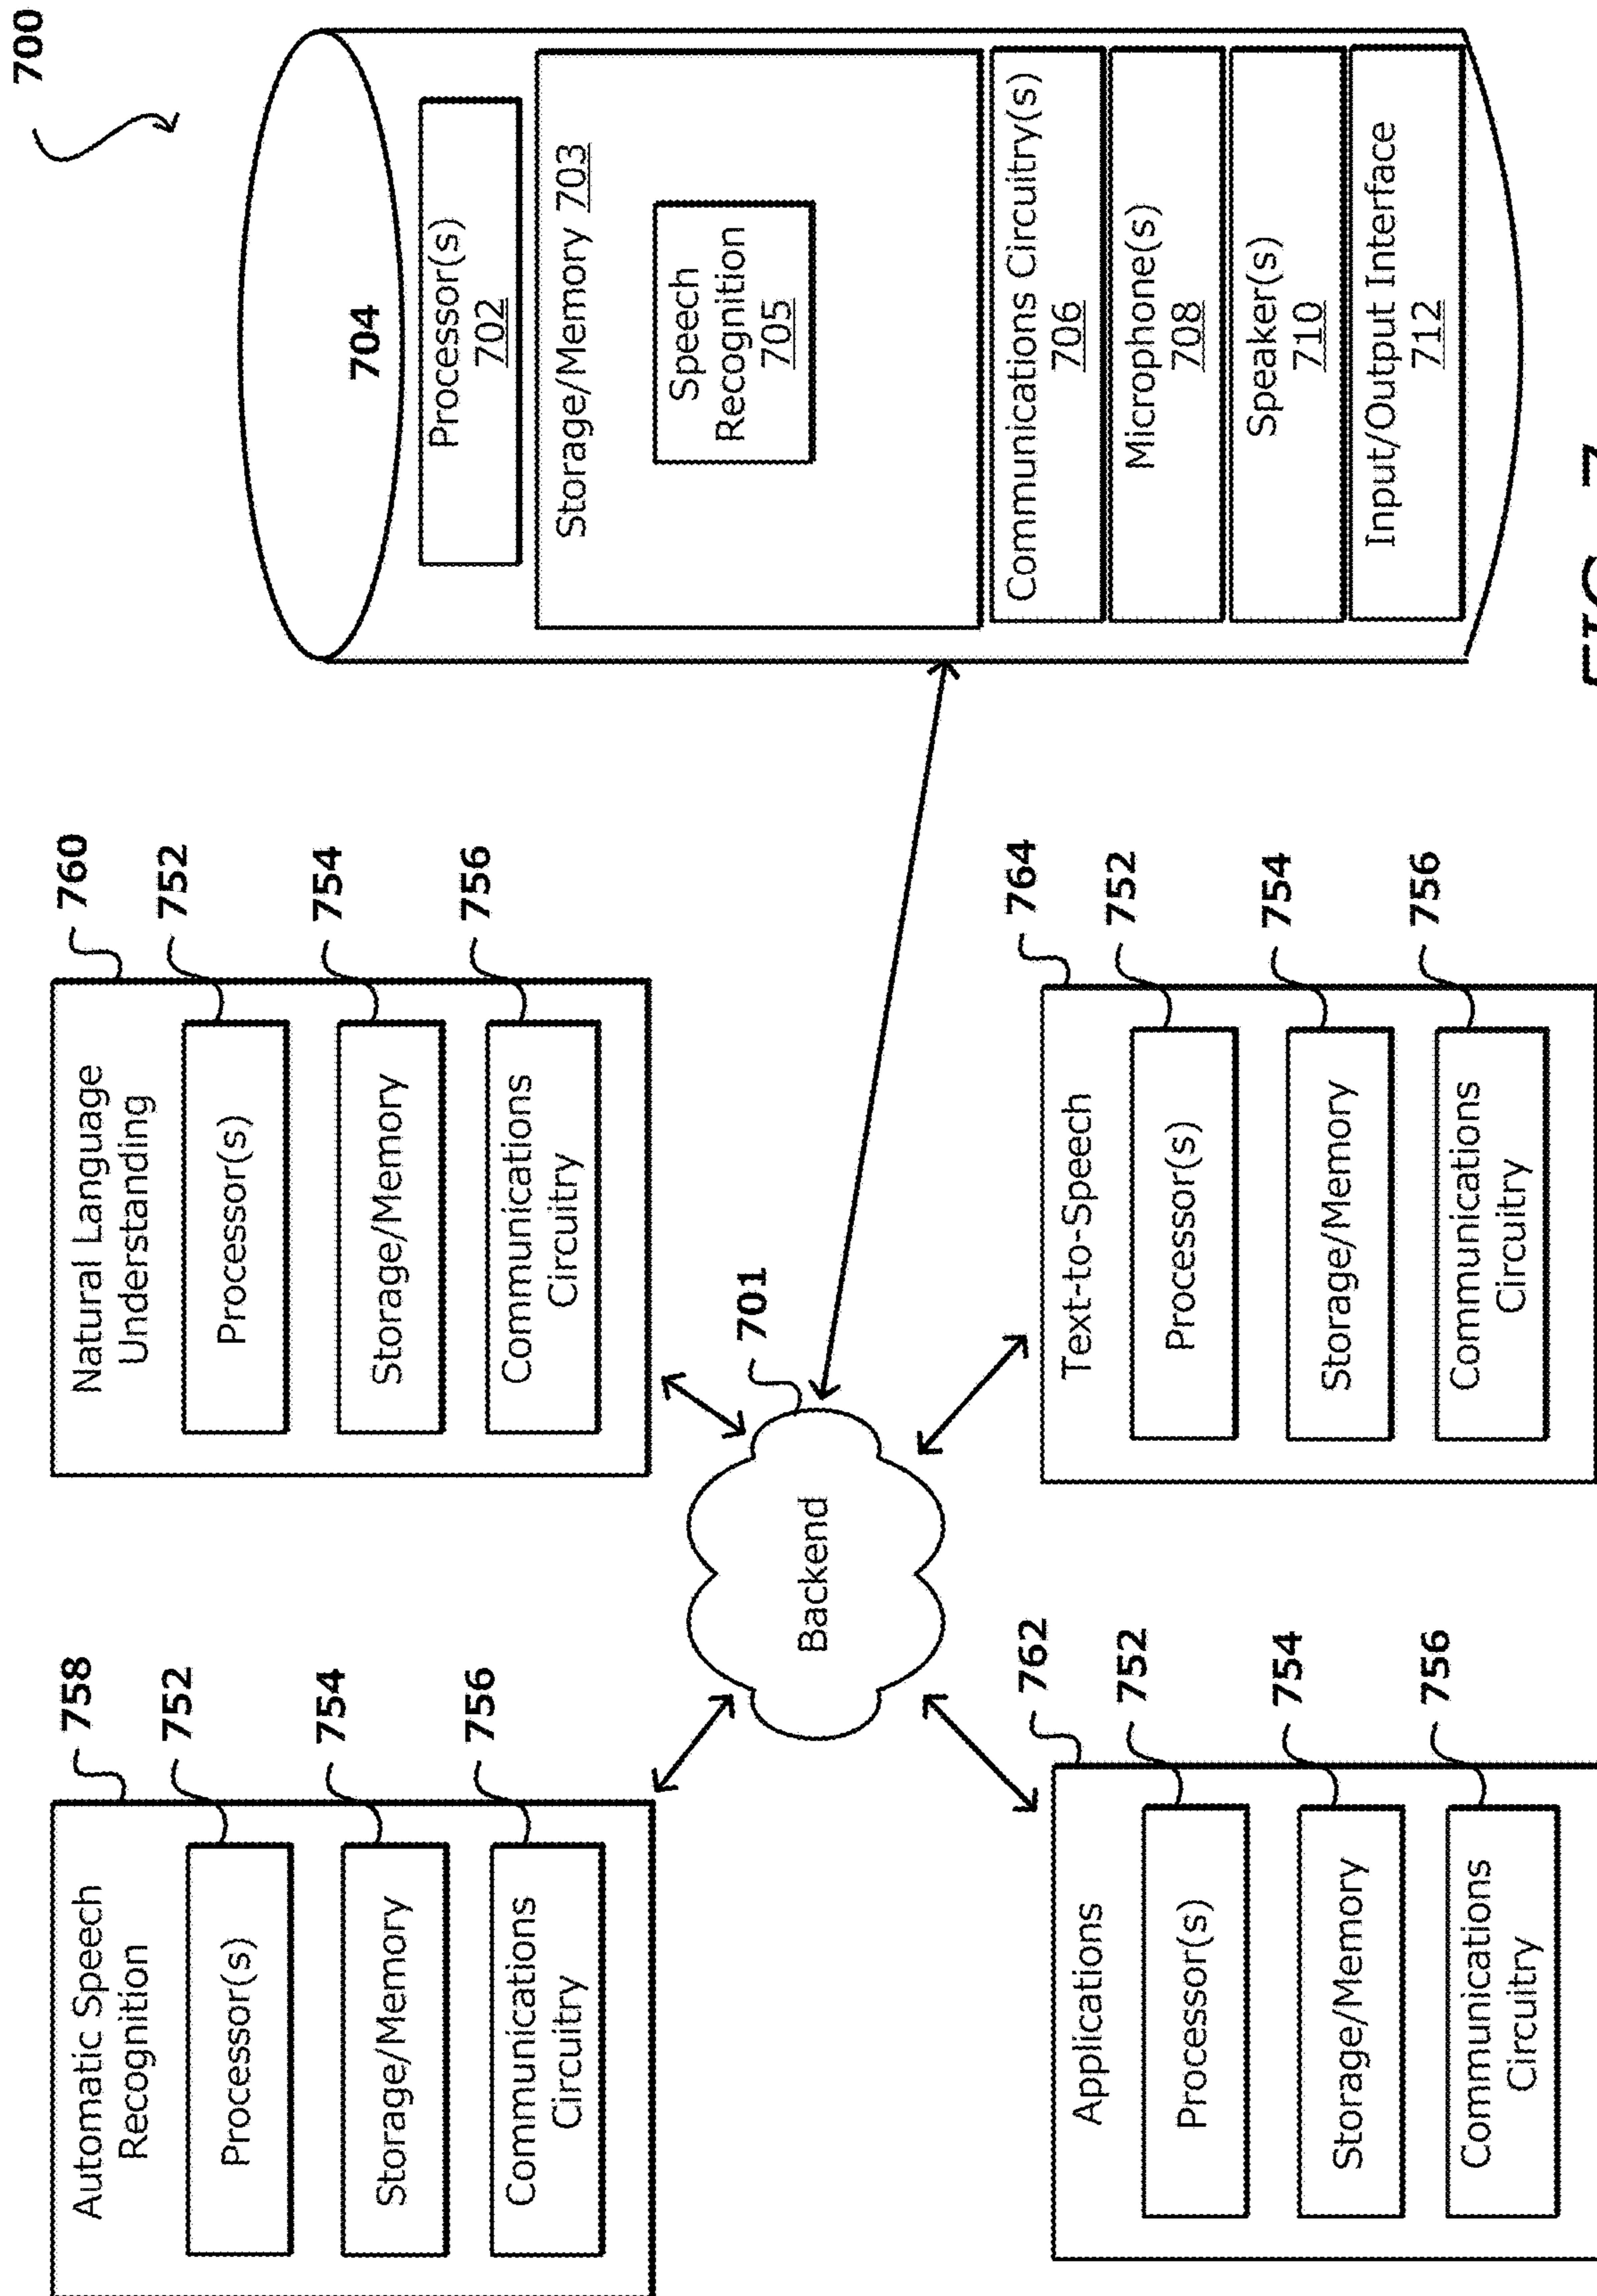 700
758
Automatic Speech
Recognition
752
Processor(s)
754
Storage/Memory
756
Communications
Circuitry
760
Natural Language
Understanding
752
Processor(s)
754
Storage/Memory
756
Communications
Circuitry
704
Processor(s)
702
Storage/Memory 703
Speech
Recognition
705
Communications Circuitry(s)
706
Microphone(s)
708
Speaker(s)
710
Input/Output Interface
712
701
Backend
762
Applications
752
Processor(s)
754
Storage/Memory
756
Communications
Circuitry
764
Text-to-Speech
752
Processor(s)
754
Storage/Memory
756
Communications
Circuitry